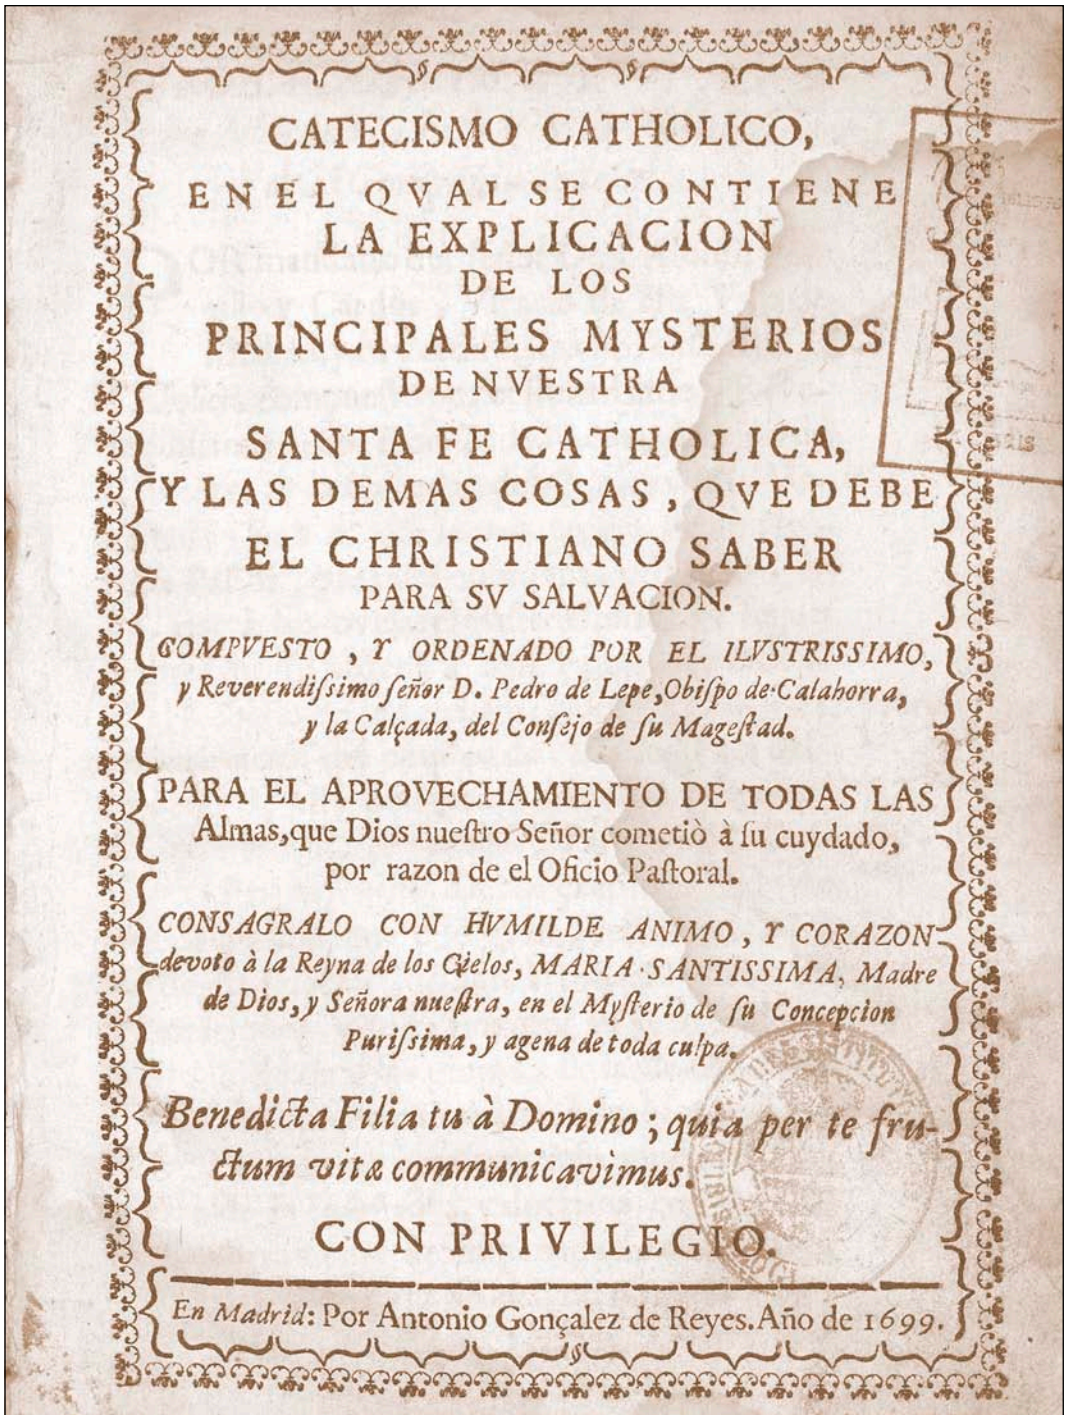 CATECISMO CATHOLICO,
EN EL QVAL SE CONTIENE
LA EXPLICACION
DE LOS
PRINCIPALES MYSTERIOS
DE NVESTRA
SANTA FE CATHOLICA,
Y LAS DEMAS COSAS, QVE DEBE
EL CHRISTIANO SABER
PARA SV SALVACION.
COMPVESTO, Y ORDENADO POR EL ILVSTRISSIMO,
y Reverendiſsimo ſeñor D. Pedro de Lepe, Obiſpo de Calahorra,
y la Calçada, del Conſejo de ſu Mageſtad.
PARA EL APROVECHAMIENTO DE TODAS LAS
Almas, que Dios nueſtro Señor cometiò à ſu cuydado,
por razon de el Oficio Paſtoral.
CONSAGRALO CON HVMILDE ANIMO, Y CORAZON
devoto à la Reyna de los Cielos, MARIA SANTISSIMA, Madre
de Dios, y Señora nueſtra, en el Myſterio de ſu Concepcion
Puriſsima, y agena de toda culpa.
Benedicta Filia tu à Domino; quia per te fru-
ctum vitæ communicavimus.
CON PRIVILEGIO.
En Madrid: Por Antonio Gonçalez de Reyes. Año de 1699.